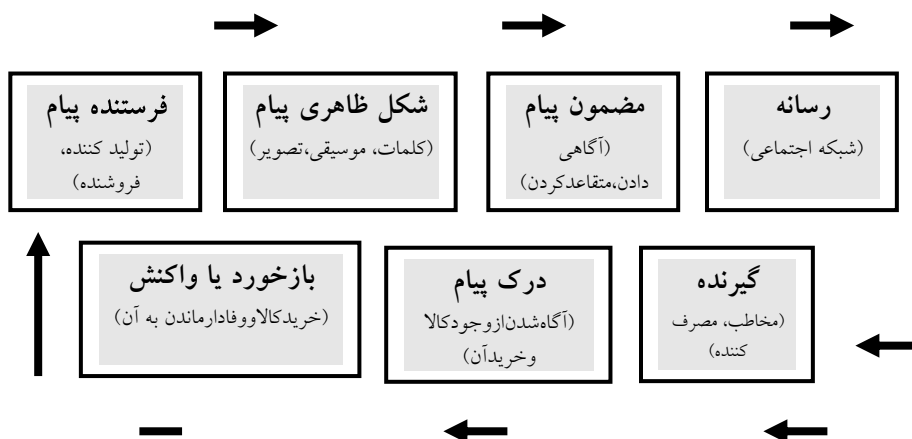 فرستنده پیام
(تولید کننده،
فروشنده)
شکل ظاهری پیام
(کلمات، موسیقی،تصویر)
مضمون پیام
(آگاهی
دادن،متقاعدکردن)
رسانه
(شبکه اجتماعی)
گیرنده
(مخاطب، مصرف
کننده)
درک پیام
(آگاه‌شدن‌ازوجودکالا
وخریدآن)
بازخورد یا واکنش
(خریدکالاووفادارماندن به آن)